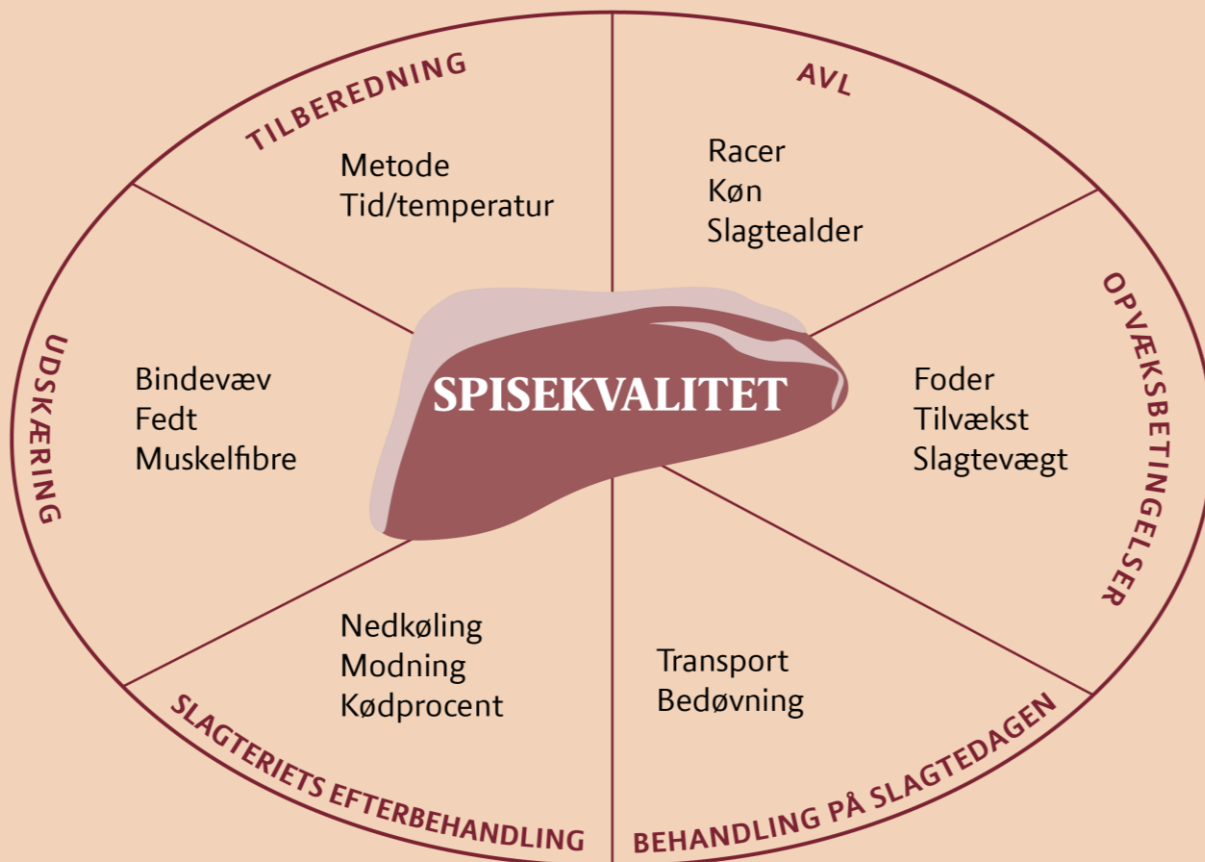 TILBEREDNING
Metode
Tid/temperatur
AVL
Racer
Køn
Slagtealder
OPVÆKSBETINGELSER
Foder
Tilvækst
Slagtevægt
BEHANDLING PÅ SLAGTEDAGEN
Transport
Bedøvning
SLAGTERIETS EFTERBEHANDLING
Nedkøling
Modning
Kødprocent
UDSKÆRING
Bindevæv
Fedt
Muskelfibre
SPISEKVALITET